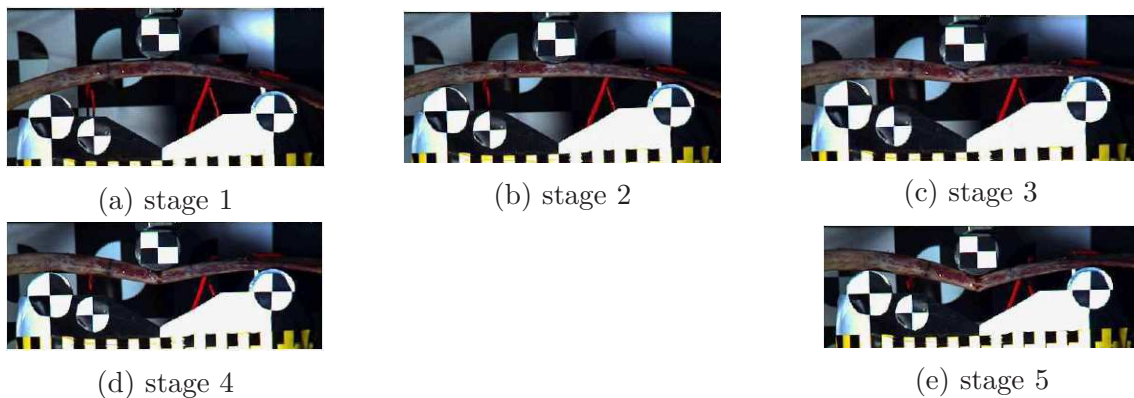 (a) stage 1
(b) stage 2
(c) stage 3
(d) stage 4
(e) stage 5